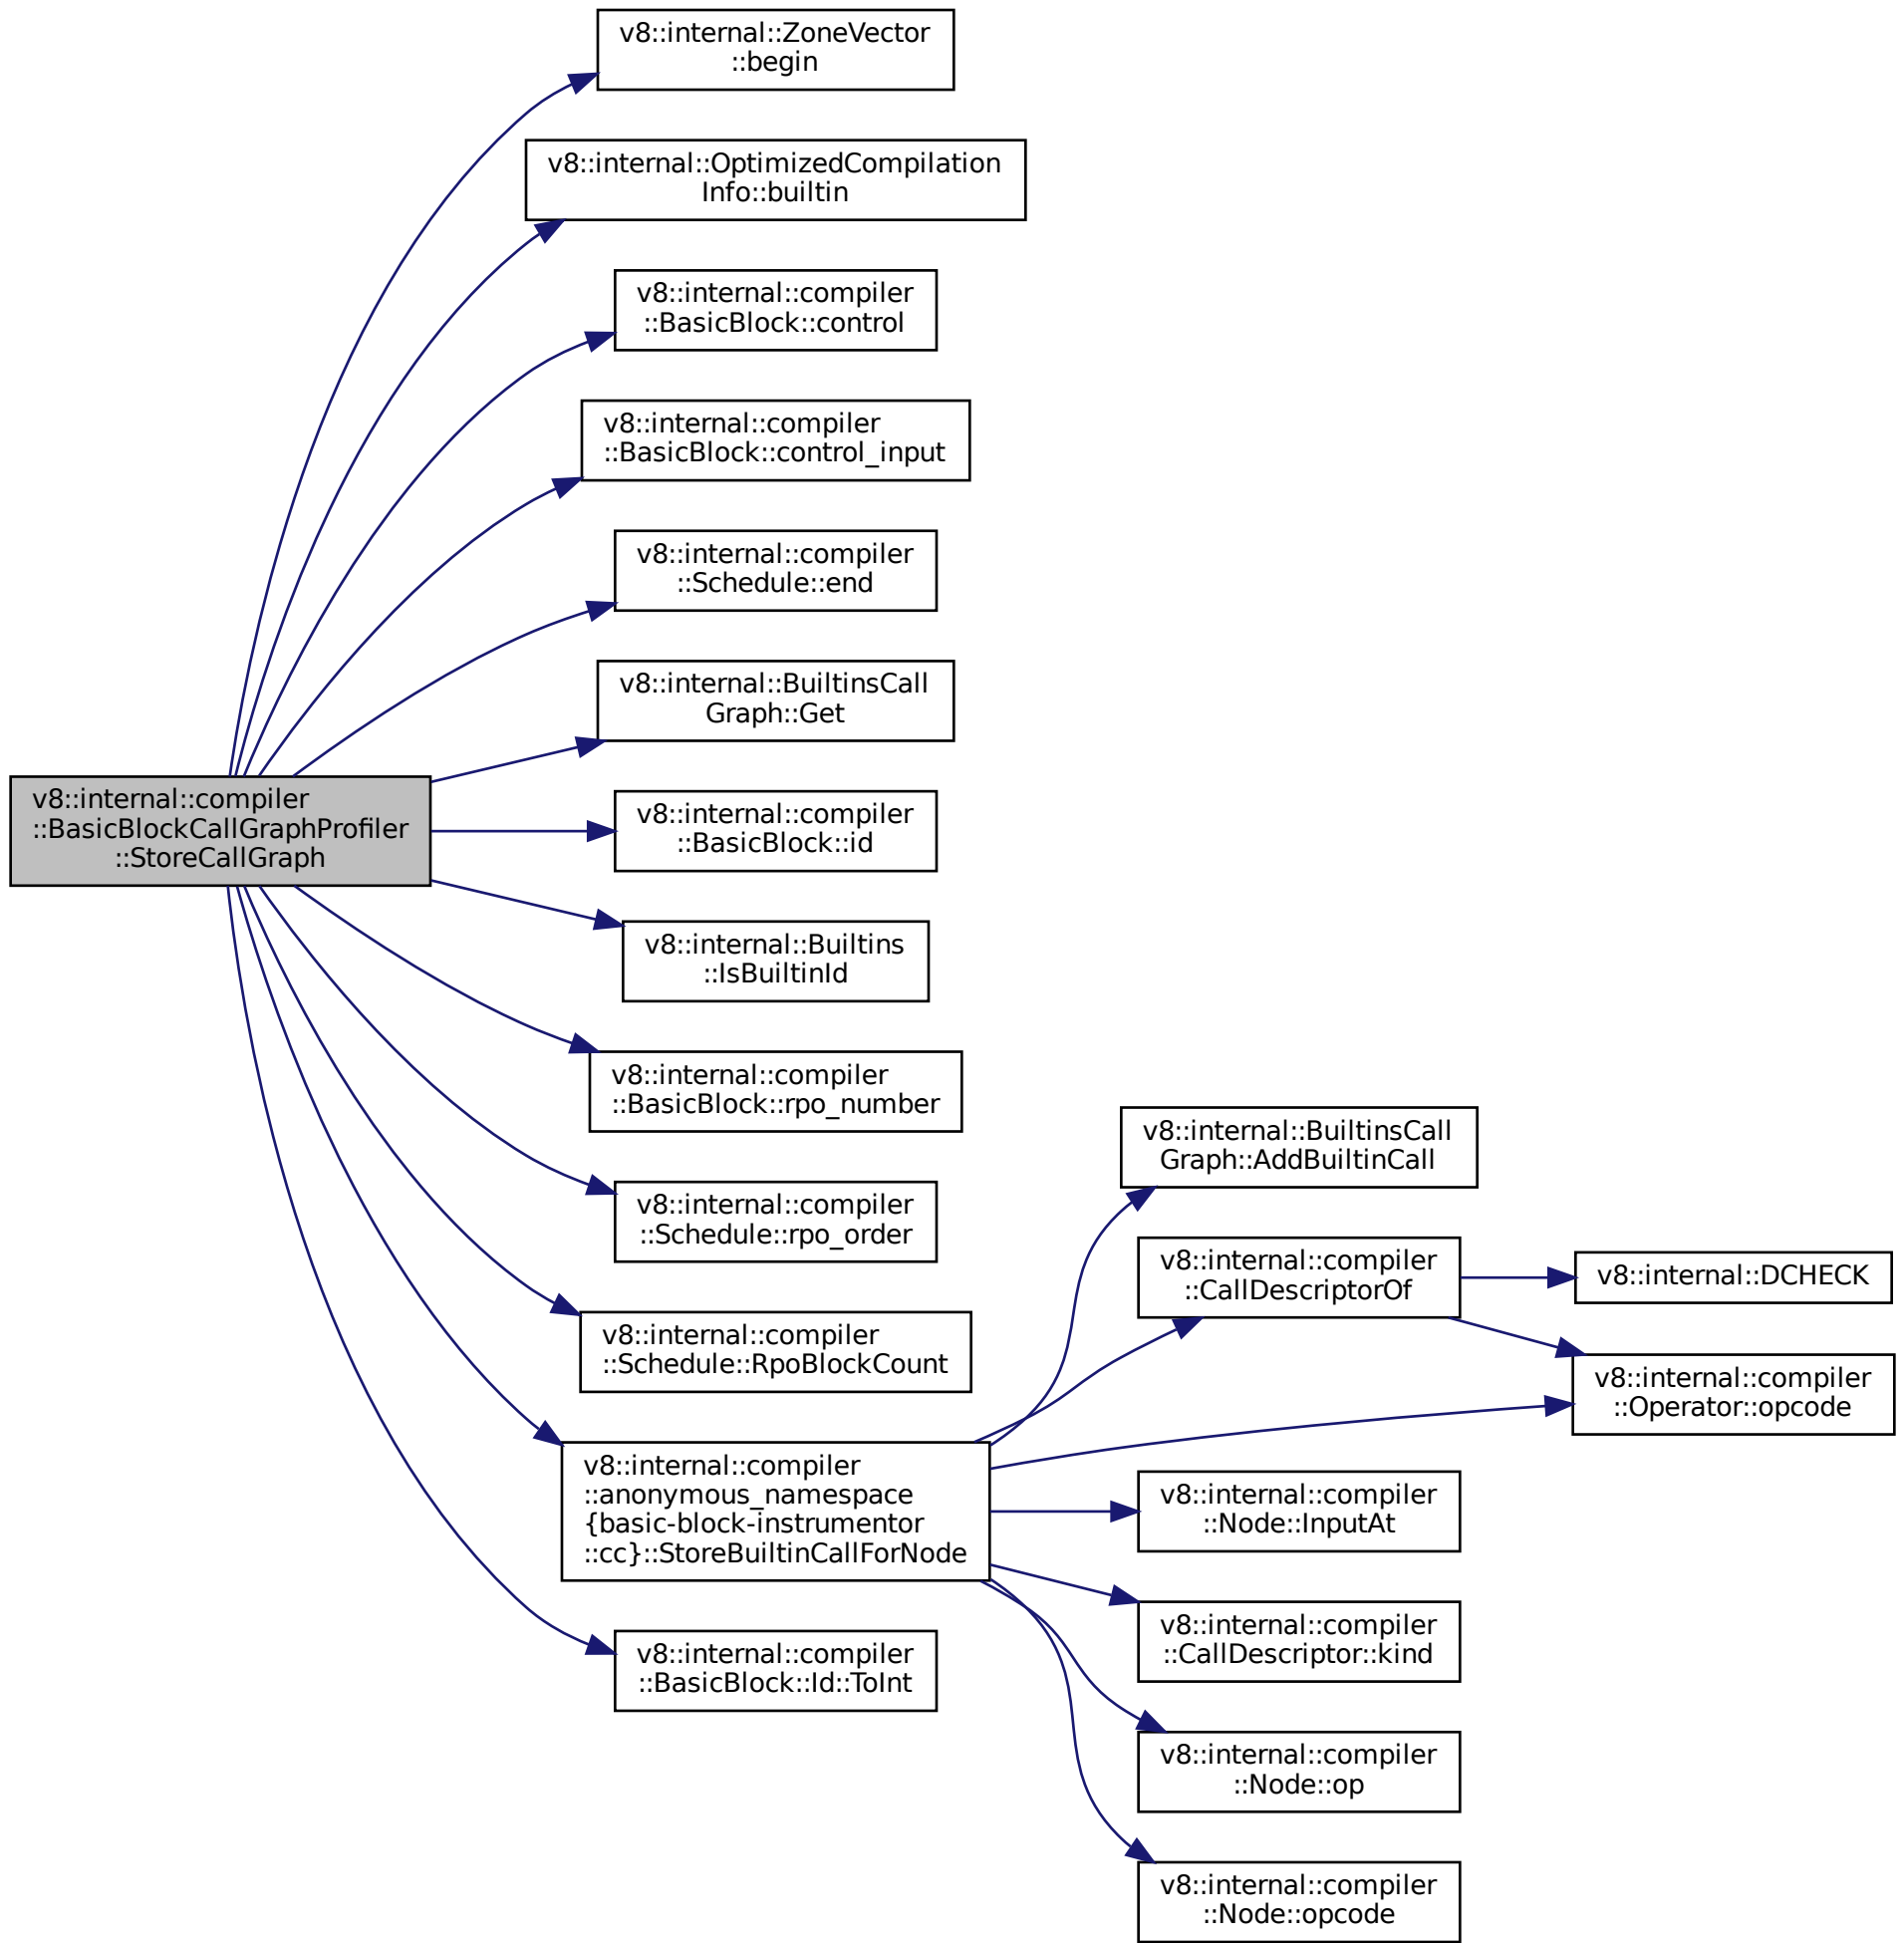 v8::internal::ZoneVector
::begin
v8::internal::OptimizedCompilation
Info::builtin
v8::internal::compiler
::BasicBlock::control
v8::internal::compiler
::BasicBlock::control_input
v8::internal::compiler
::Schedule::end
v8::internal::BuiltinsCall
Graph::Get
v8::internal::compiler
::BasicBlockCallGraphProfiler
::StoreCallGraph
v8::internal::compiler
::BasicBlock::id
v8::internal::Builtins
::IsBuiltinId
v8::internal::compiler
::BasicBlock::rpo_number
v8::internal::compiler
::Schedule::rpo_order
v8::internal::compiler
::Schedule::RpoBlockCount
v8::internal::compiler
::anonymous_namespace
{basic-block-instrumentor
::cc}::StoreBuiltinCallForNode
v8::internal::compiler
::BasicBlock::Id::ToInt
v8::internal::BuiltinsCall
Graph::AddBuiltinCall
v8::internal::compiler
::CallDescriptorOf
v8::internal::DCHECK
v8::internal::compiler
::Operator::opcode
v8::internal::compiler
::Node::InputAt
v8::internal::compiler
::CallDescriptor::kind
v8::internal::compiler
::Node::op
v8::internal::compiler
::Node::opcode